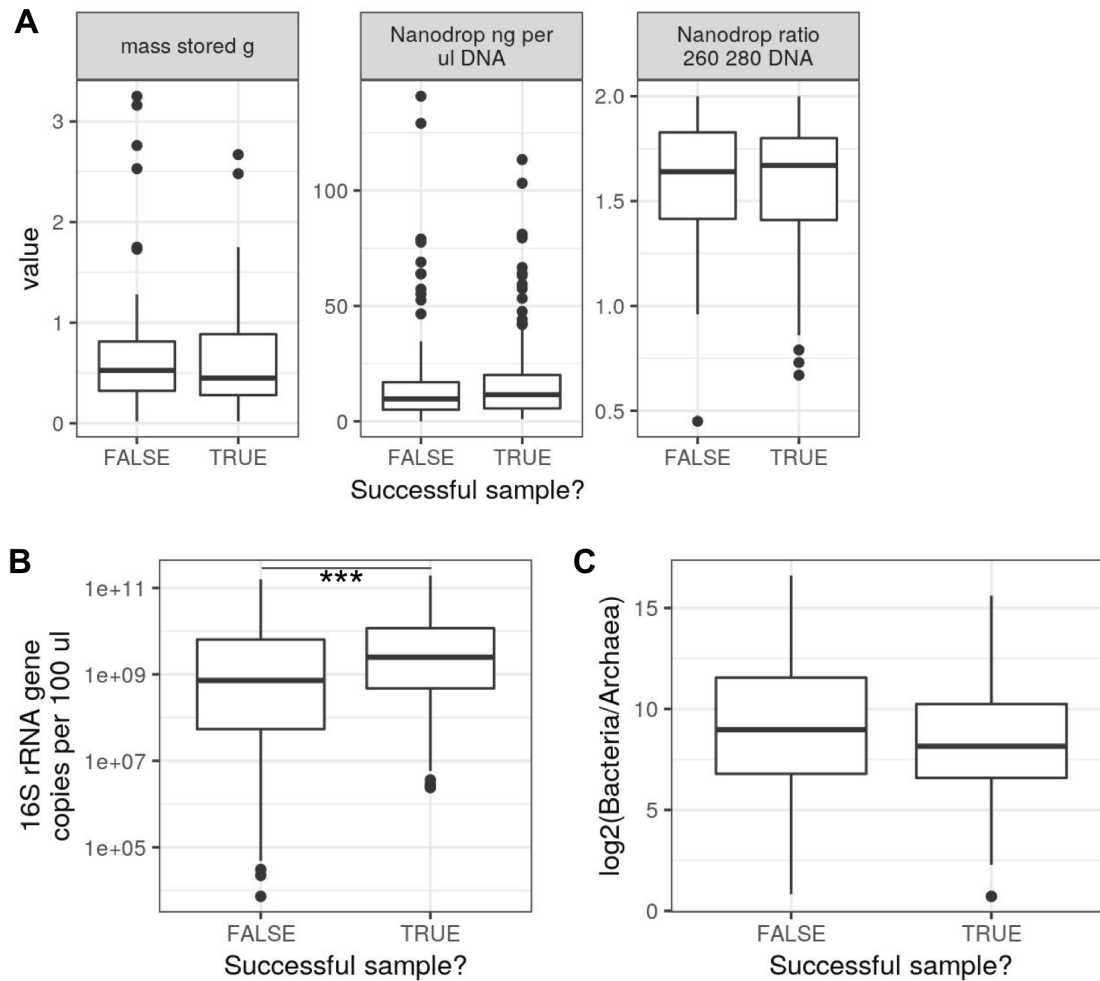 A
mass stored g
Nanodrop ng per
ul DNA
Nanodrop ratio
260 280 DNA
value
3
2
1
0
100
50
0
2.0
1.5
1.0
0.5
FALSE TRUE
FALSE TRUE
FALSE TRUE
Successful sample?
B
***
16S rRNA gene
copies per 100 ul
1e+11
1e+09
1e+07
1e+05
FALSE TRUE
Successful sample?
C
log2(Bacteria/Archaea)
15
10
5
0
FALSE TRUE
Successful sample?